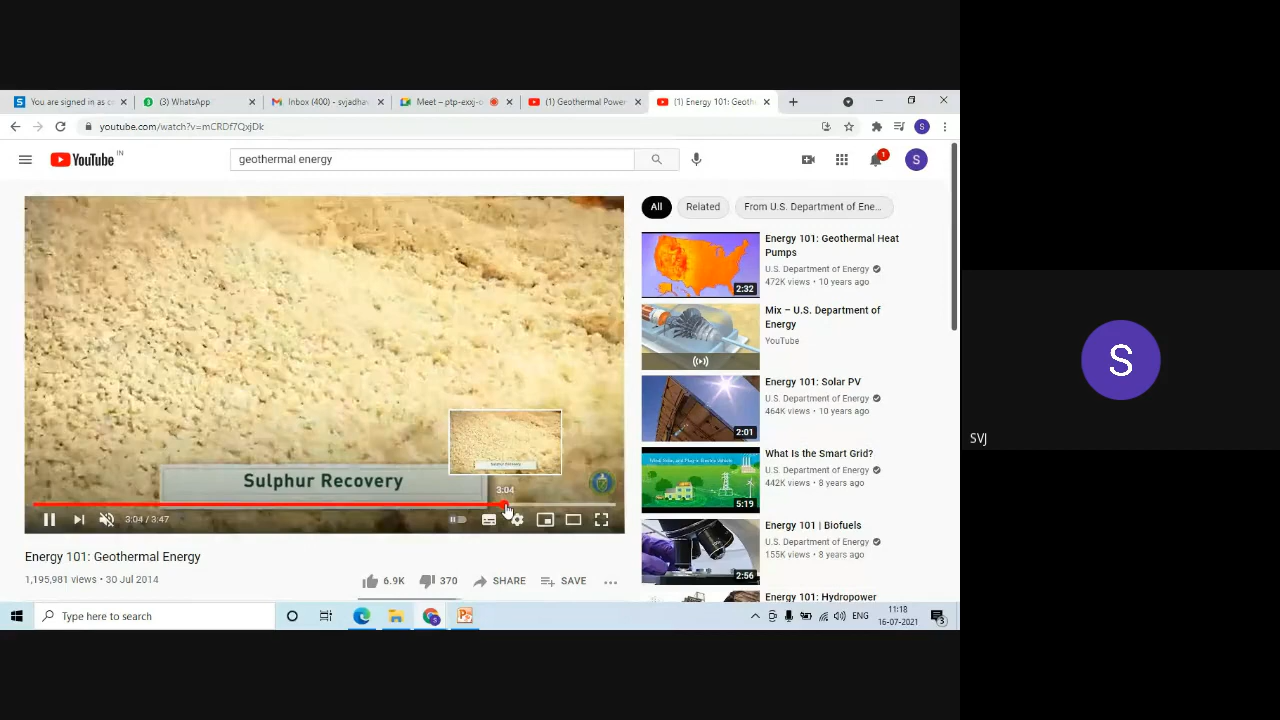 You are signed in as c
(3) WhatsApp
Inbox (400) - syjadhav
Meet – ptp-exxj-o
(1) Geothermal Power
(1) Energy 101: Geoth
youtube.com/watch?v=mCRDf7QxjDk
YouTube IN
geothermal energy
1
S
All
Related
From U.S. Department of Ene...
Energy 101: Geothermal Heat
Pumps
U.S. Department of Energy
472K views • 10 years ago
2:32
Mix – U.S. Department of
Energy
YouTube
Energy 101: Solar PV
U.S. Department of Energy
464K views • 10 years ago
2:01
What Is the Smart Grid?
U.S. Department of Energy
442K views • 8 years ago
5:19
Energy 101 | Biofuels
U.S. Department of Energy
155K views • 8 years ago
2:56
Energy 101: Hydropower
Sulphur Recovery
Sulphur Recovery
3:04
3:04 / 3:47
Energy 101: Geothermal Energy
1,195,981 views • 30 Jul 2014
6.9K
370
SHARE
SAVE
Type here to search
ENG
11:18
16-07-2021
3
S
SVJ